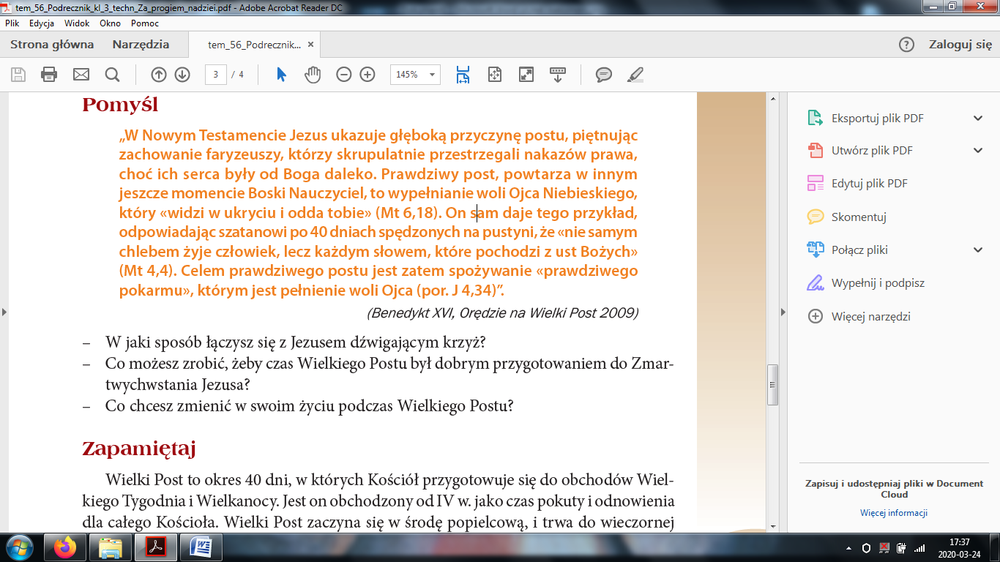 tem_56_Podrecznik_kl_3_techn_Za_progiem_nadziei.pdf - Adobe Acrobat Reader DC
Plik Edycja Widok Okno Pomoc
Strona główna Narzędzia tem_56_Podrecznik... × Zaloguj się
3 / 4 145%
Pomyśl
„W Nowym Testamencie Jezus ukazuje głęboką przyczynę postu, piętnując
zachowanie faryzeuszy, którzy skrupulatnie przestrzegali nakazów prawa,
choć ich serca były od Boga daleko. Prawdziwy post, powtarza w innym
jeszcze momencie Boski Nauczyciel, to wypełnianie woli Ojca Niebieskiego,
który «widzi w ukryciu i odda tobie» (Mt 6,18). On sam daje tego przykład,
odpowiadając szatanowi po 40 dniach spędzonych na pustyni, że «nie samym
chlebem żyje człowiek, lecz każdym słowem, które pochodzi z ust Bożych»
(Mt 4,4). Celem prawdziwego postu jest zatem spożywanie «prawdziwego
pokarmu», którym jest pełnienie woli Ojca (por. J 4,34)”.
(Benedykt XVI, Orędzie na Wielki Post 2009)
– W jaki sposób łączysz się z Jezusem dźwigającym krzyż?
– Co możesz zrobić, żeby czas Wielkiego Postu był dobrym przygotowaniem do Zmar-
twychwstania Jezusa?
– Co chcesz zmienić w swoim życiu podczas Wielkiego Postu?
Zapamiętaj
Wielki Post to okres 40 dni, w których Kościół przygotowuje się do obchodów Wiel-
kiego Tygodnia i Wielkanocy. Jest on obchodzony od IV w. jako czas pokuty i odnowienia
dla całego Kościoła. Wielki Post zaczyna się w środę popielcową, i trwa do wieczornej
Eksportuj plik PDF
Utwórz plik PDF
Edytuj plik PDF
Skomentuj
Połącz pliki
Wypełnij i podpisz
Więcej narzędzi
Zapisuj i udostępniaj pliki w Document
Cloud
Więcej informacji
17:37
2020-03-24